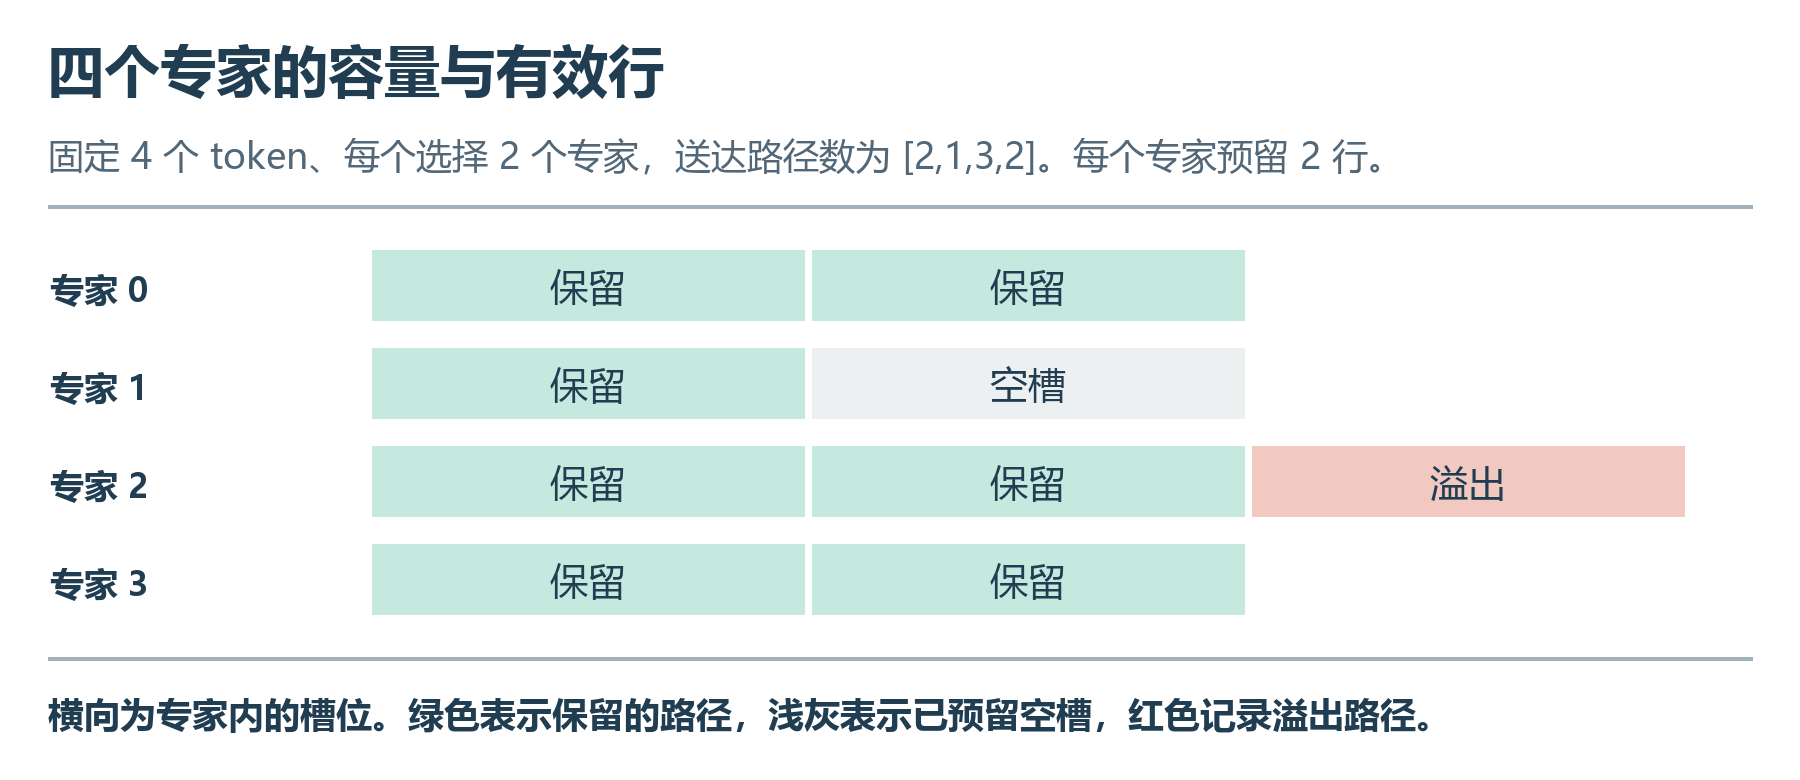 四个专家的容量与有效行
固定 4 个 token、每个选择 2 个专家，送达路径数为 [2,1,3,2]。每个专家预留 2 行。
专家 0
保留
保留
专家 1
保留
空槽
专家 2
保留
保留
溢出
专家 3
保留
保留
横向为专家内的槽位。绿色表示保留的路径，浅灰表示已预留空槽，红色记录溢出路径。